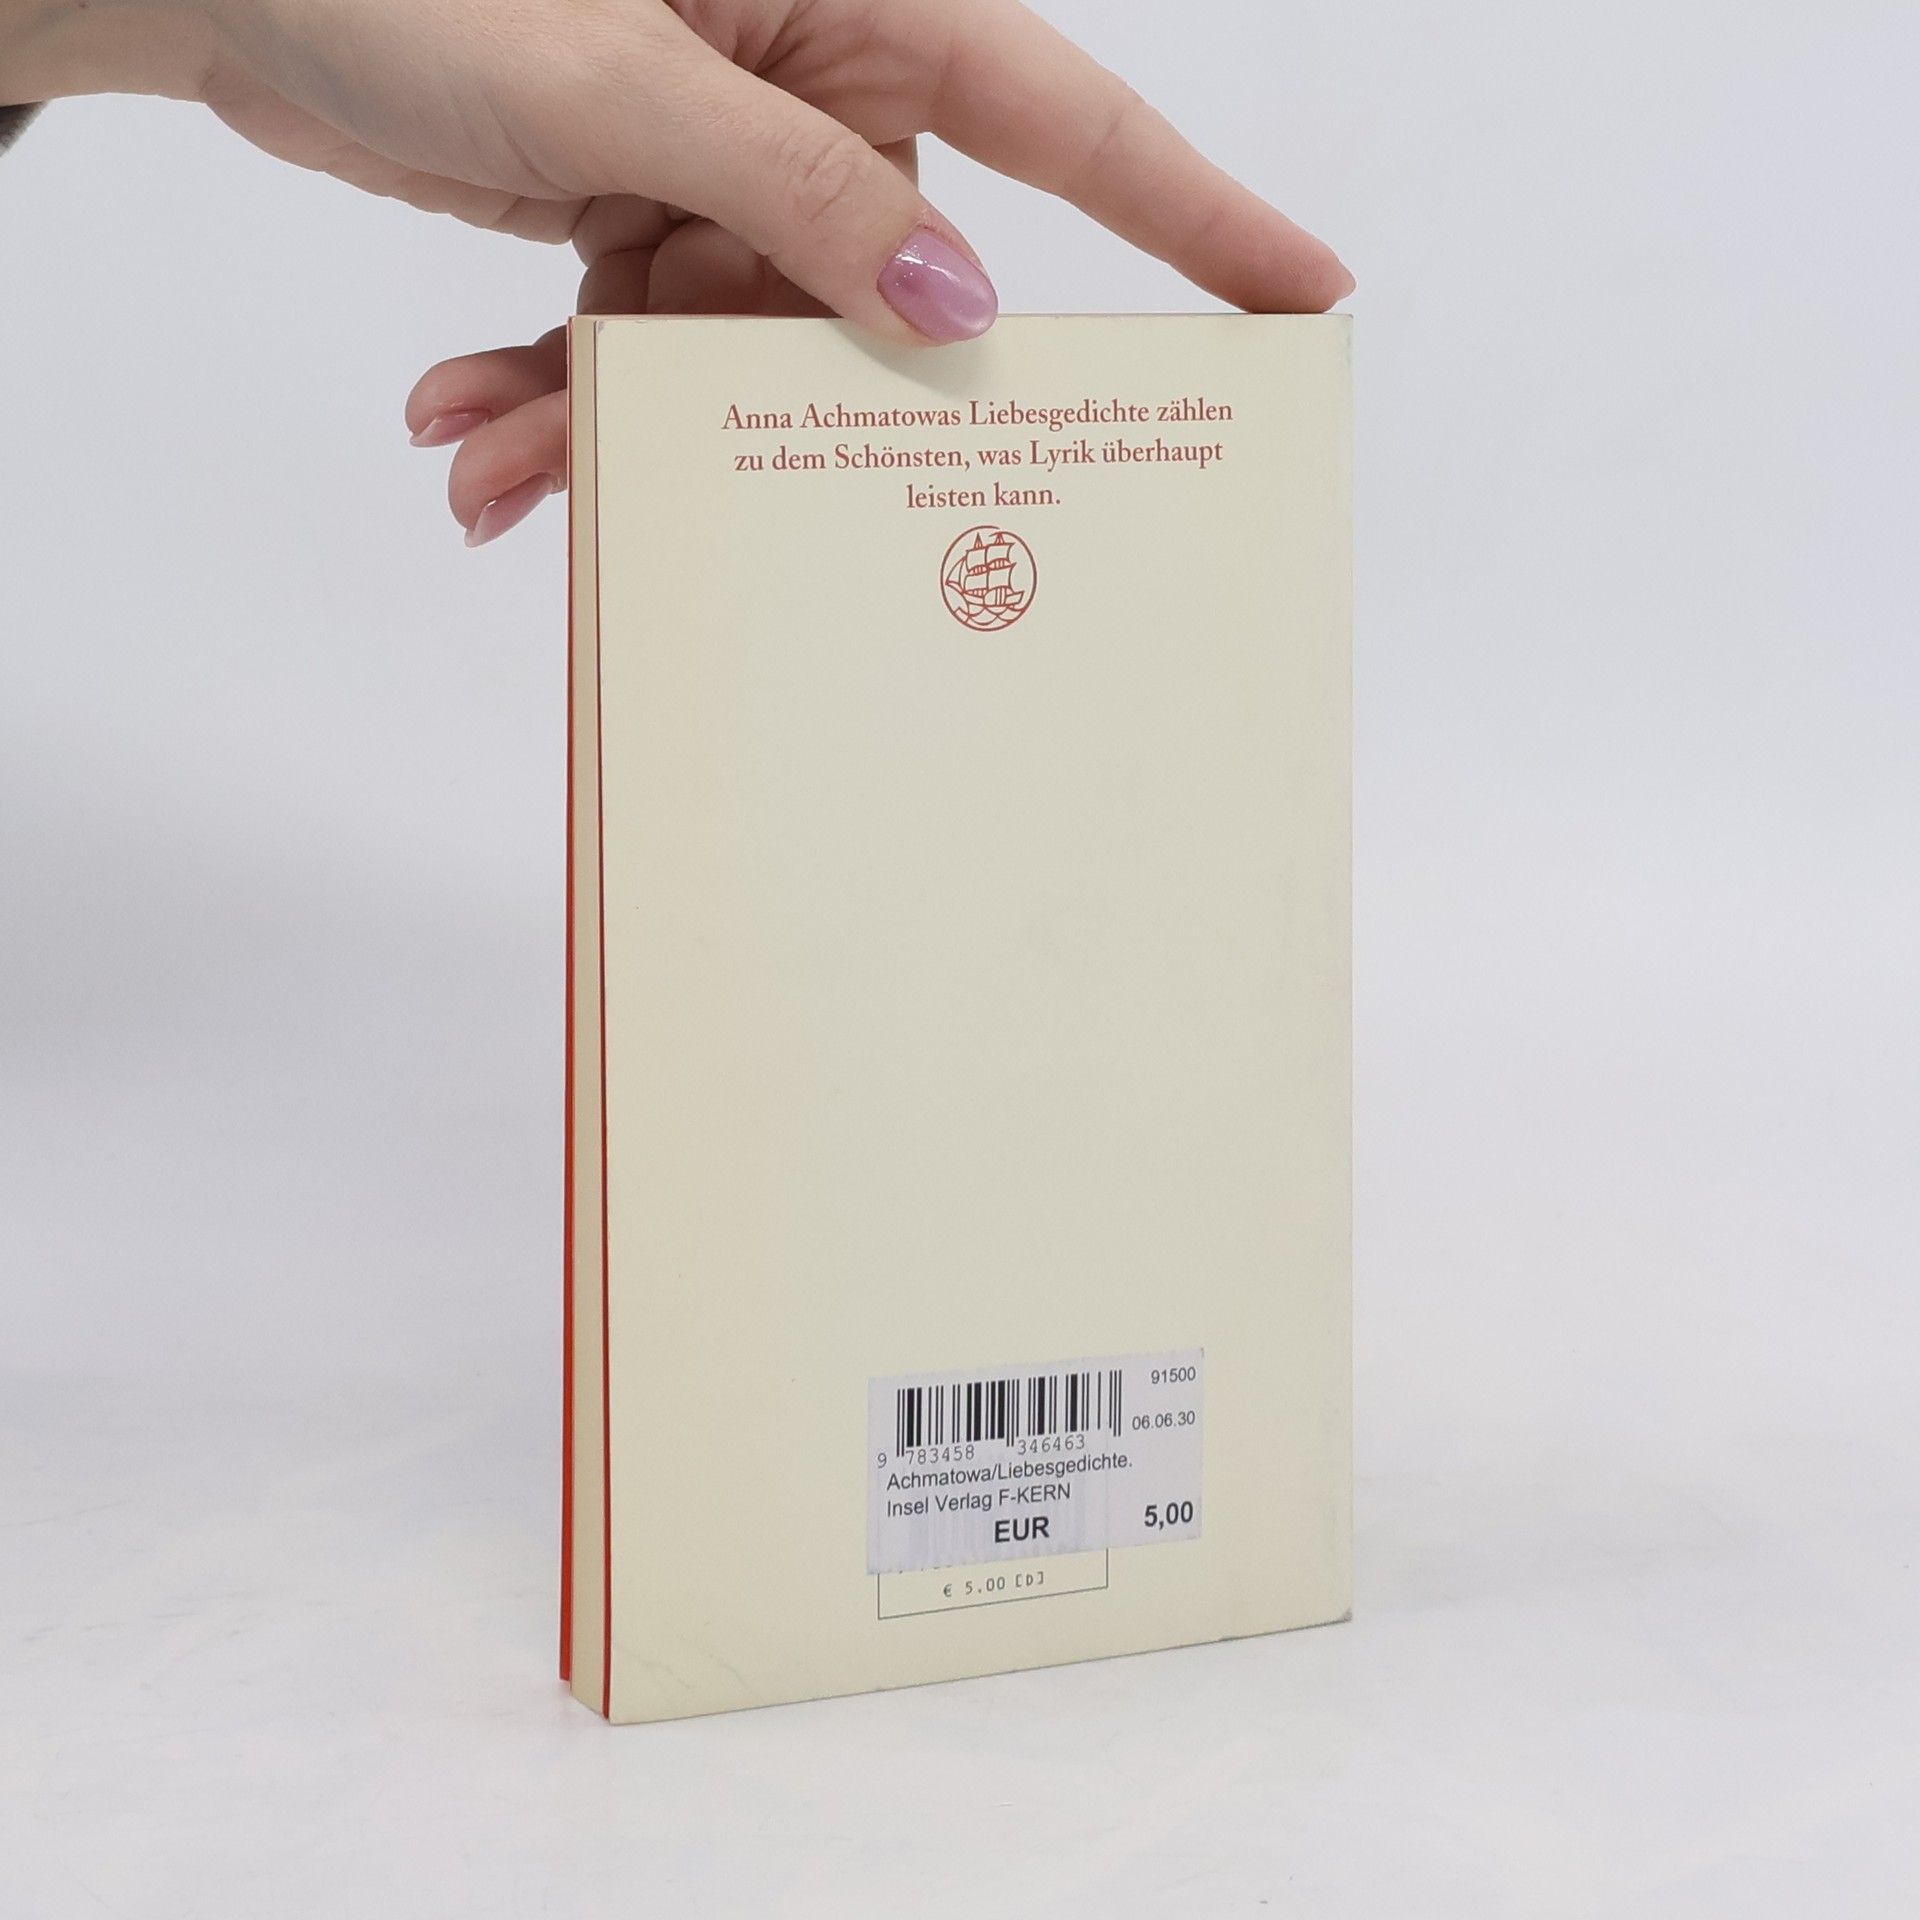 Anna Achmatowas Liebesgedichte zählen
zu dem Schönsten, was Lyrik überhaupt
leisten kann.
91500
06.06.30
9 783458 346463
Achmatowa/Liebesgedichte.
Insel Verlag F-KERN
EUR 5,00
€ 5.00 [D]